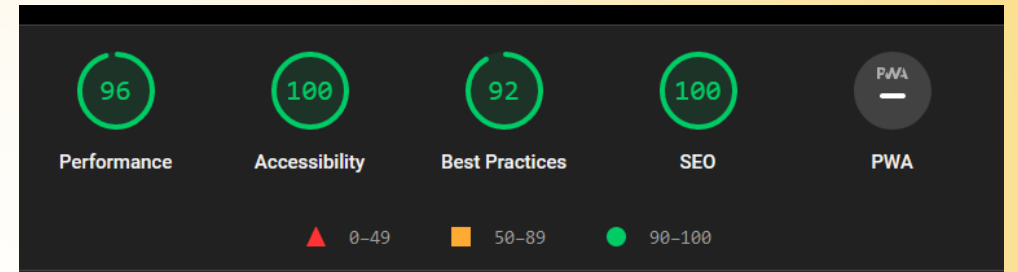 96 100 92 100 PWA
Performance Accessibility Best Practices SEO PWA
0–49 50–89 90–100